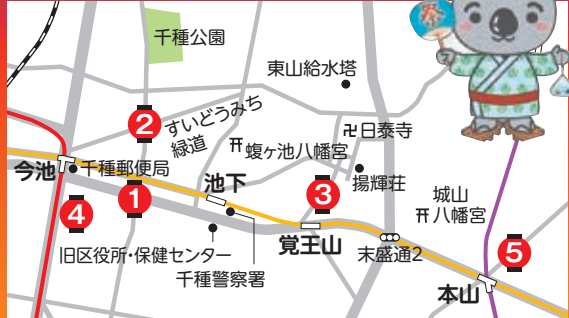 千種公園
東山給水塔
2
すいどうみち
緑道
卍日泰寺
蝮ヶ池八幡宮
今池
千種郵便局
池下
1
3
揚輝荘
城山
八幡宮
4
旧区役所・保健センター
千種警察署
覚王山
末盛通2
5
本山